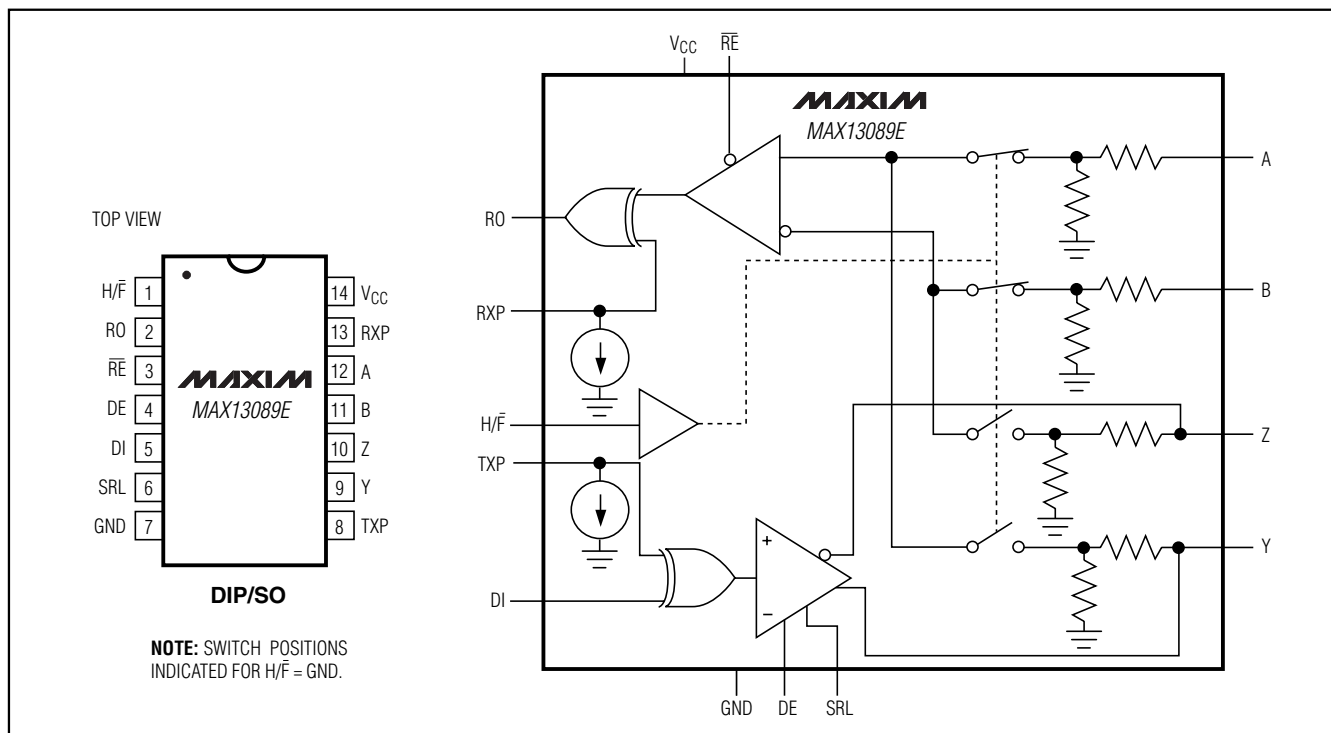 TOP VIEW
H/F̅ 1
RO 2
R̅E̅ 3
DE 4
DI 5
SRL 6
GND 7
14 VCC
13 RXP
12 A
11 B
10 Z
9 Y
8 TXP
MAXIM
MAX13089E
DIP/SO
NOTE: SWITCH POSITIONS
INDICATED FOR H/F̅ = GND.
VCC R̅E̅
MAXIM
MAX13089E
RO
RXP
H/F̅
TXP
DI
+
−
A
B
Z
Y
GND DE SRL